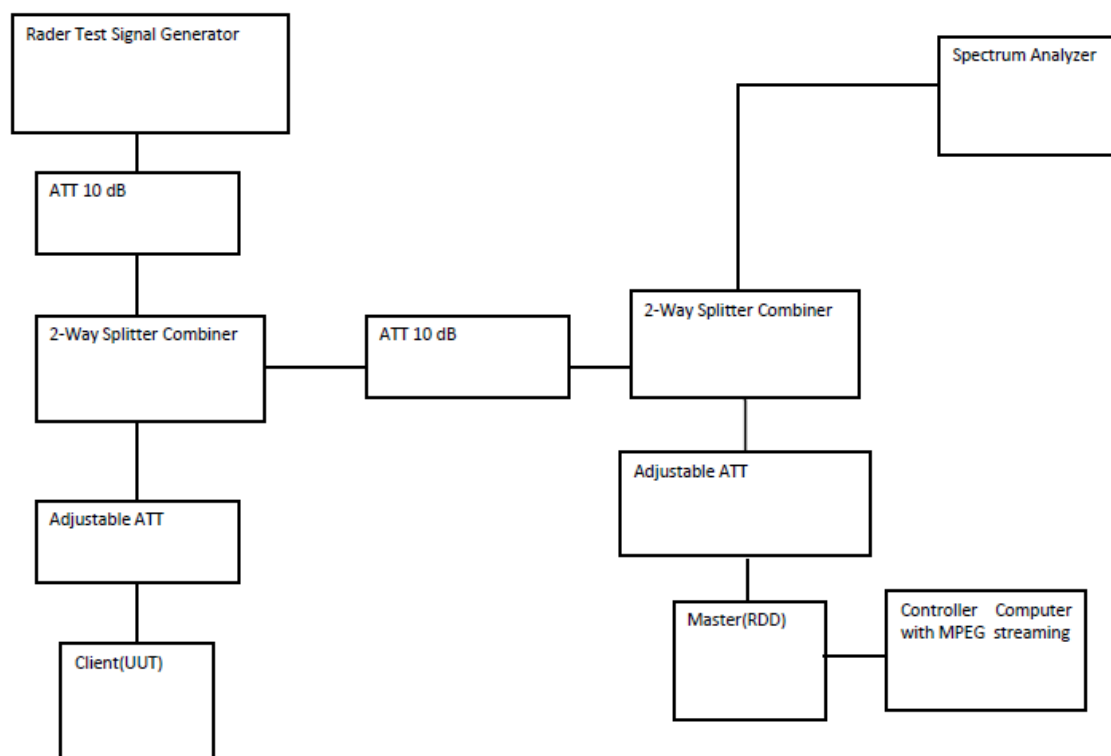 Rader Test Signal Generator
Spectrum Analyzer
ATT 10 dB
2-Way Splitter Combiner
ATT 10 dB
2-Way Splitter Combiner
Adjustable ATT
Adjustable ATT
Master(RDD)
Controller Computer
with MPEG streaming
Client(UUT)